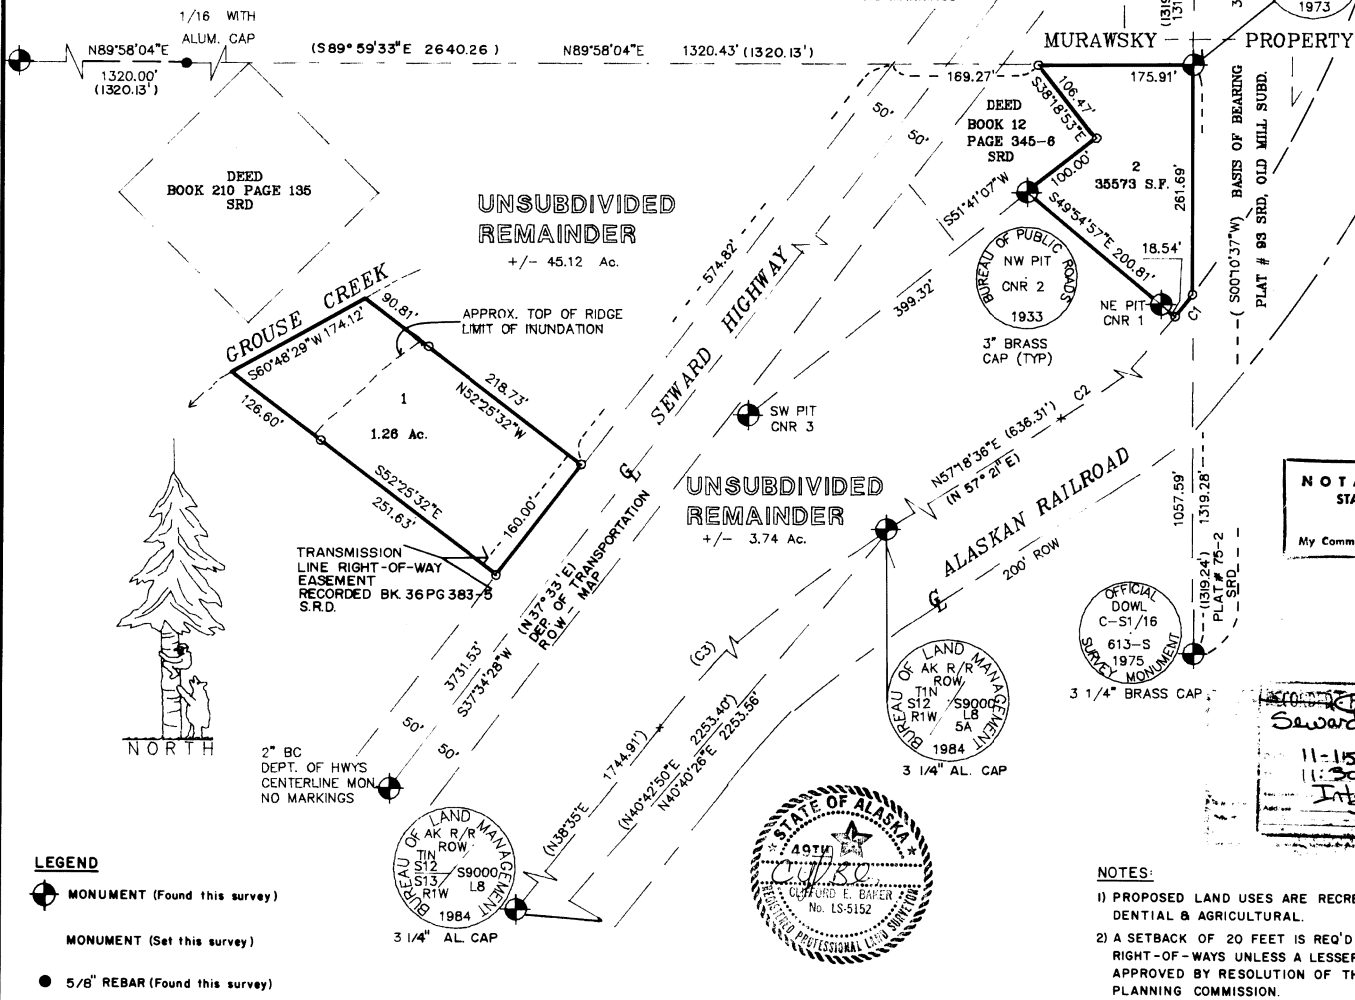 1/16 WITH
ALUM. CAP
1973
N89°58'04"E
1320.00'
(1320.13')
(S89°59'33"E 2640.26)
N89°58'04"E
1320.43' (1320.13')
MURAWSKY
PROPERTY
169.27'
175.91'
106.47'
S38°18'53"E
50'
50'
DEED
BOOK 12
PAGE 345-6
SRD
2
35573 S.F.
261.69'
100.00'
S51°41'07"W
S49°54'57"E 200.81'
18.54'
C1
(S00°10'37"W) BASIS OF BEARING
PLAT # 93 SRD, OLD MILL SUBD.
DEED
BOOK 210 PAGE 135
SRD
UNSUBDIVIDED
REMAINDER
+/- 45.12 Ac.
574.82'
SEWARD HIGHWAY
399.32'
BUREAU OF PUBLIC ROADS
NW PIT
CNR 2
1933
3" BRASS
CAP (TYP)
NE PIT
CNR 1
GROUSE CREEK
90.81'
S60°48'29"W 174.12'
APPROX. TOP OF RIDGE
LIMIT OF INUNDATION
126.60'
218.73'
N52°25'32"W
1
1.26 Ac.
S52°25'32"E
251.63'
160.00'
SW PIT
CNR 3
C2
N57°18'36"E (636.31')
(N 57° 21" E)
UNSUBDIVIDED
REMAINDER
+/- 3.74 Ac.
ALASKAN RAILROAD
200' ROW
1057.59'
1319.28'
(1319.24')
PLAT # 75-2
SRD
My Comm
TRANSMISSION
LINE RIGHT-OF-WAY
EASEMENT
RECORDED BK. 36 PG 383-5
S.R.D.
(N 37° 33' E)
DEP. OF TRANSPORTATION
ROW - MAP
3731.53'
S37°34'28"W
50'
50'
OFFICIAL
DOWL
C-S1/16
613-S
1975
SURVEY MONUMENT
3 1/4" BRASS CAP
(C3)
(N38°35'E 1744.91')
(N40°42'50"E 2253.40')
N40°40'26"E 2253.56'
BUREAU OF LAND MANAGEMENT
AK R/R
ROW
T1N
S12 S9000
R1W L8
5A
1984
3 1/4" AL. CAP
NORTH
2" BC
DEPT. OF HWYS
CENTERLINE MON
NO MARKINGS
BUREAU OF LAND MANAGEMENT
AK R/R
ROW
T1N
S12
S13 S9000
R1W L8
1984
3 1/4" AL. CAP
STATE OF ALASKA
49TH
CLIFFORD E. BAKER
No. LS-5152
REGISTERED PROFESSIONAL LAND SURVEYOR
11:30
LEGEND
MONUMENT (Found this survey)
MONUMENT (Set this survey)
5/8" REBAR (Found this survey)
NOTES:
1) PROPOSED LAND USES ARE RECRE
DENTIAL & AGRICULTURAL.
2) A SETBACK OF 20 FEET IS REQ'D
RIGHT-OF-WAYS UNLESS A LESSER
APPROVED BY RESOLUTION OF TH
PLANNING COMMISSION.